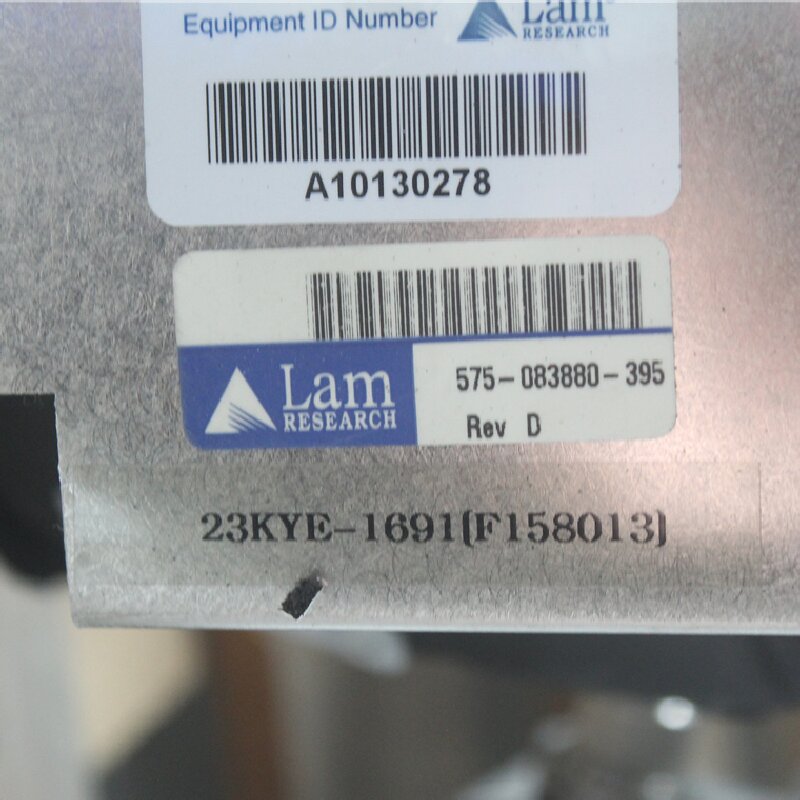 Equipment ID Number
Lam
RESEARCH
A10130278
Lam
RESEARCH
575-083880-395
Rev D
23KYE-1691(F158013)